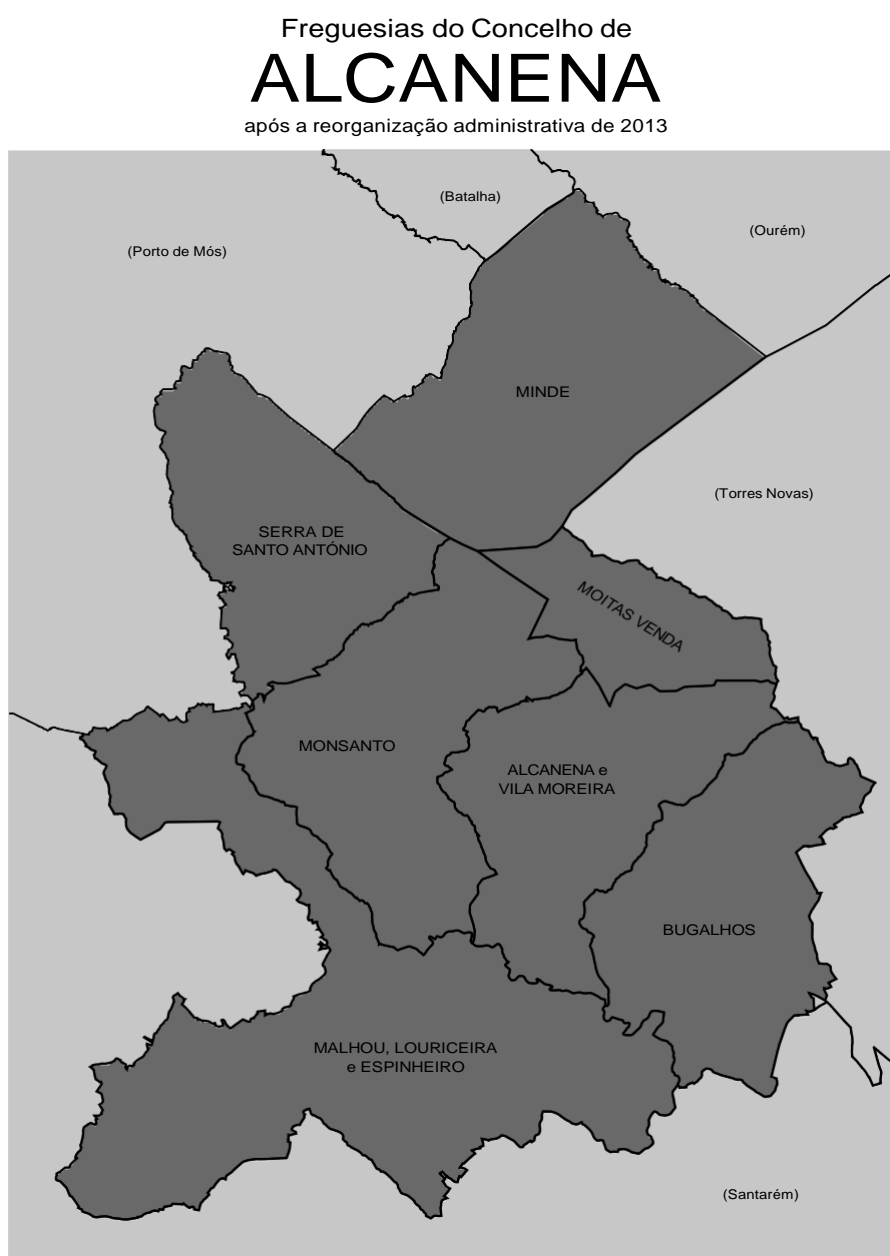 Freguesias do Concelho de
ALCANENA
após a reorganização administrativa de 2013
(Batalha)
(Ourém)
(Porto de Mós)
MINDE
(Torres Novas)
SERRA DE
SANTO ANTÓNIO
MOITAS VENDA
MONSANTO
ALCANENA e
VILA MOREIRA
BUGALHOS
MALHOU, LOURICEIRA
e ESPINHEIRO
(Santarém)